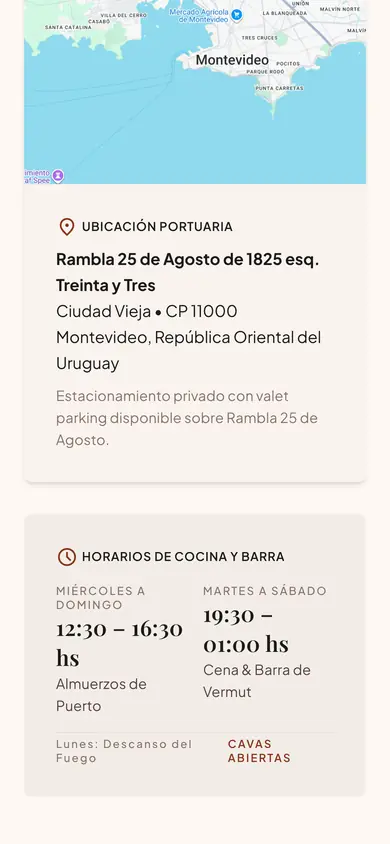 UNIÓN
VILLA DEL CERRO
Mercado Agrícola
de Montevideo
LA BLANQUEADA
MALVÍN NORTE
SANTA CATALINA
CASABÓ
TRES CRUCES
Montevideo
POCITOS
PARQUE RODÓ
PUNTA CARRETAS
UBICACIÓN PORTUARIA
Rambla 25 de Agosto de 1825 esq.
Treinta y Tres
Ciudad Vieja • CP 11000
Montevideo, República Oriental del
Uruguay
Estacionamiento privado con valet
parking disponible sobre Rambla 25 de
Agosto.
HORARIOS DE COCINA Y BARRA
MIÉRCOLES A
DOMINGO
12:30 – 16:30
hs
Almuerzos de
Puerto
MARTES A SÁBADO
19:30 –
01:00 hs
Cena & Barra de
Vermut
Lunes: Descanso del
Fuego
CAVAS
ABIERTAS